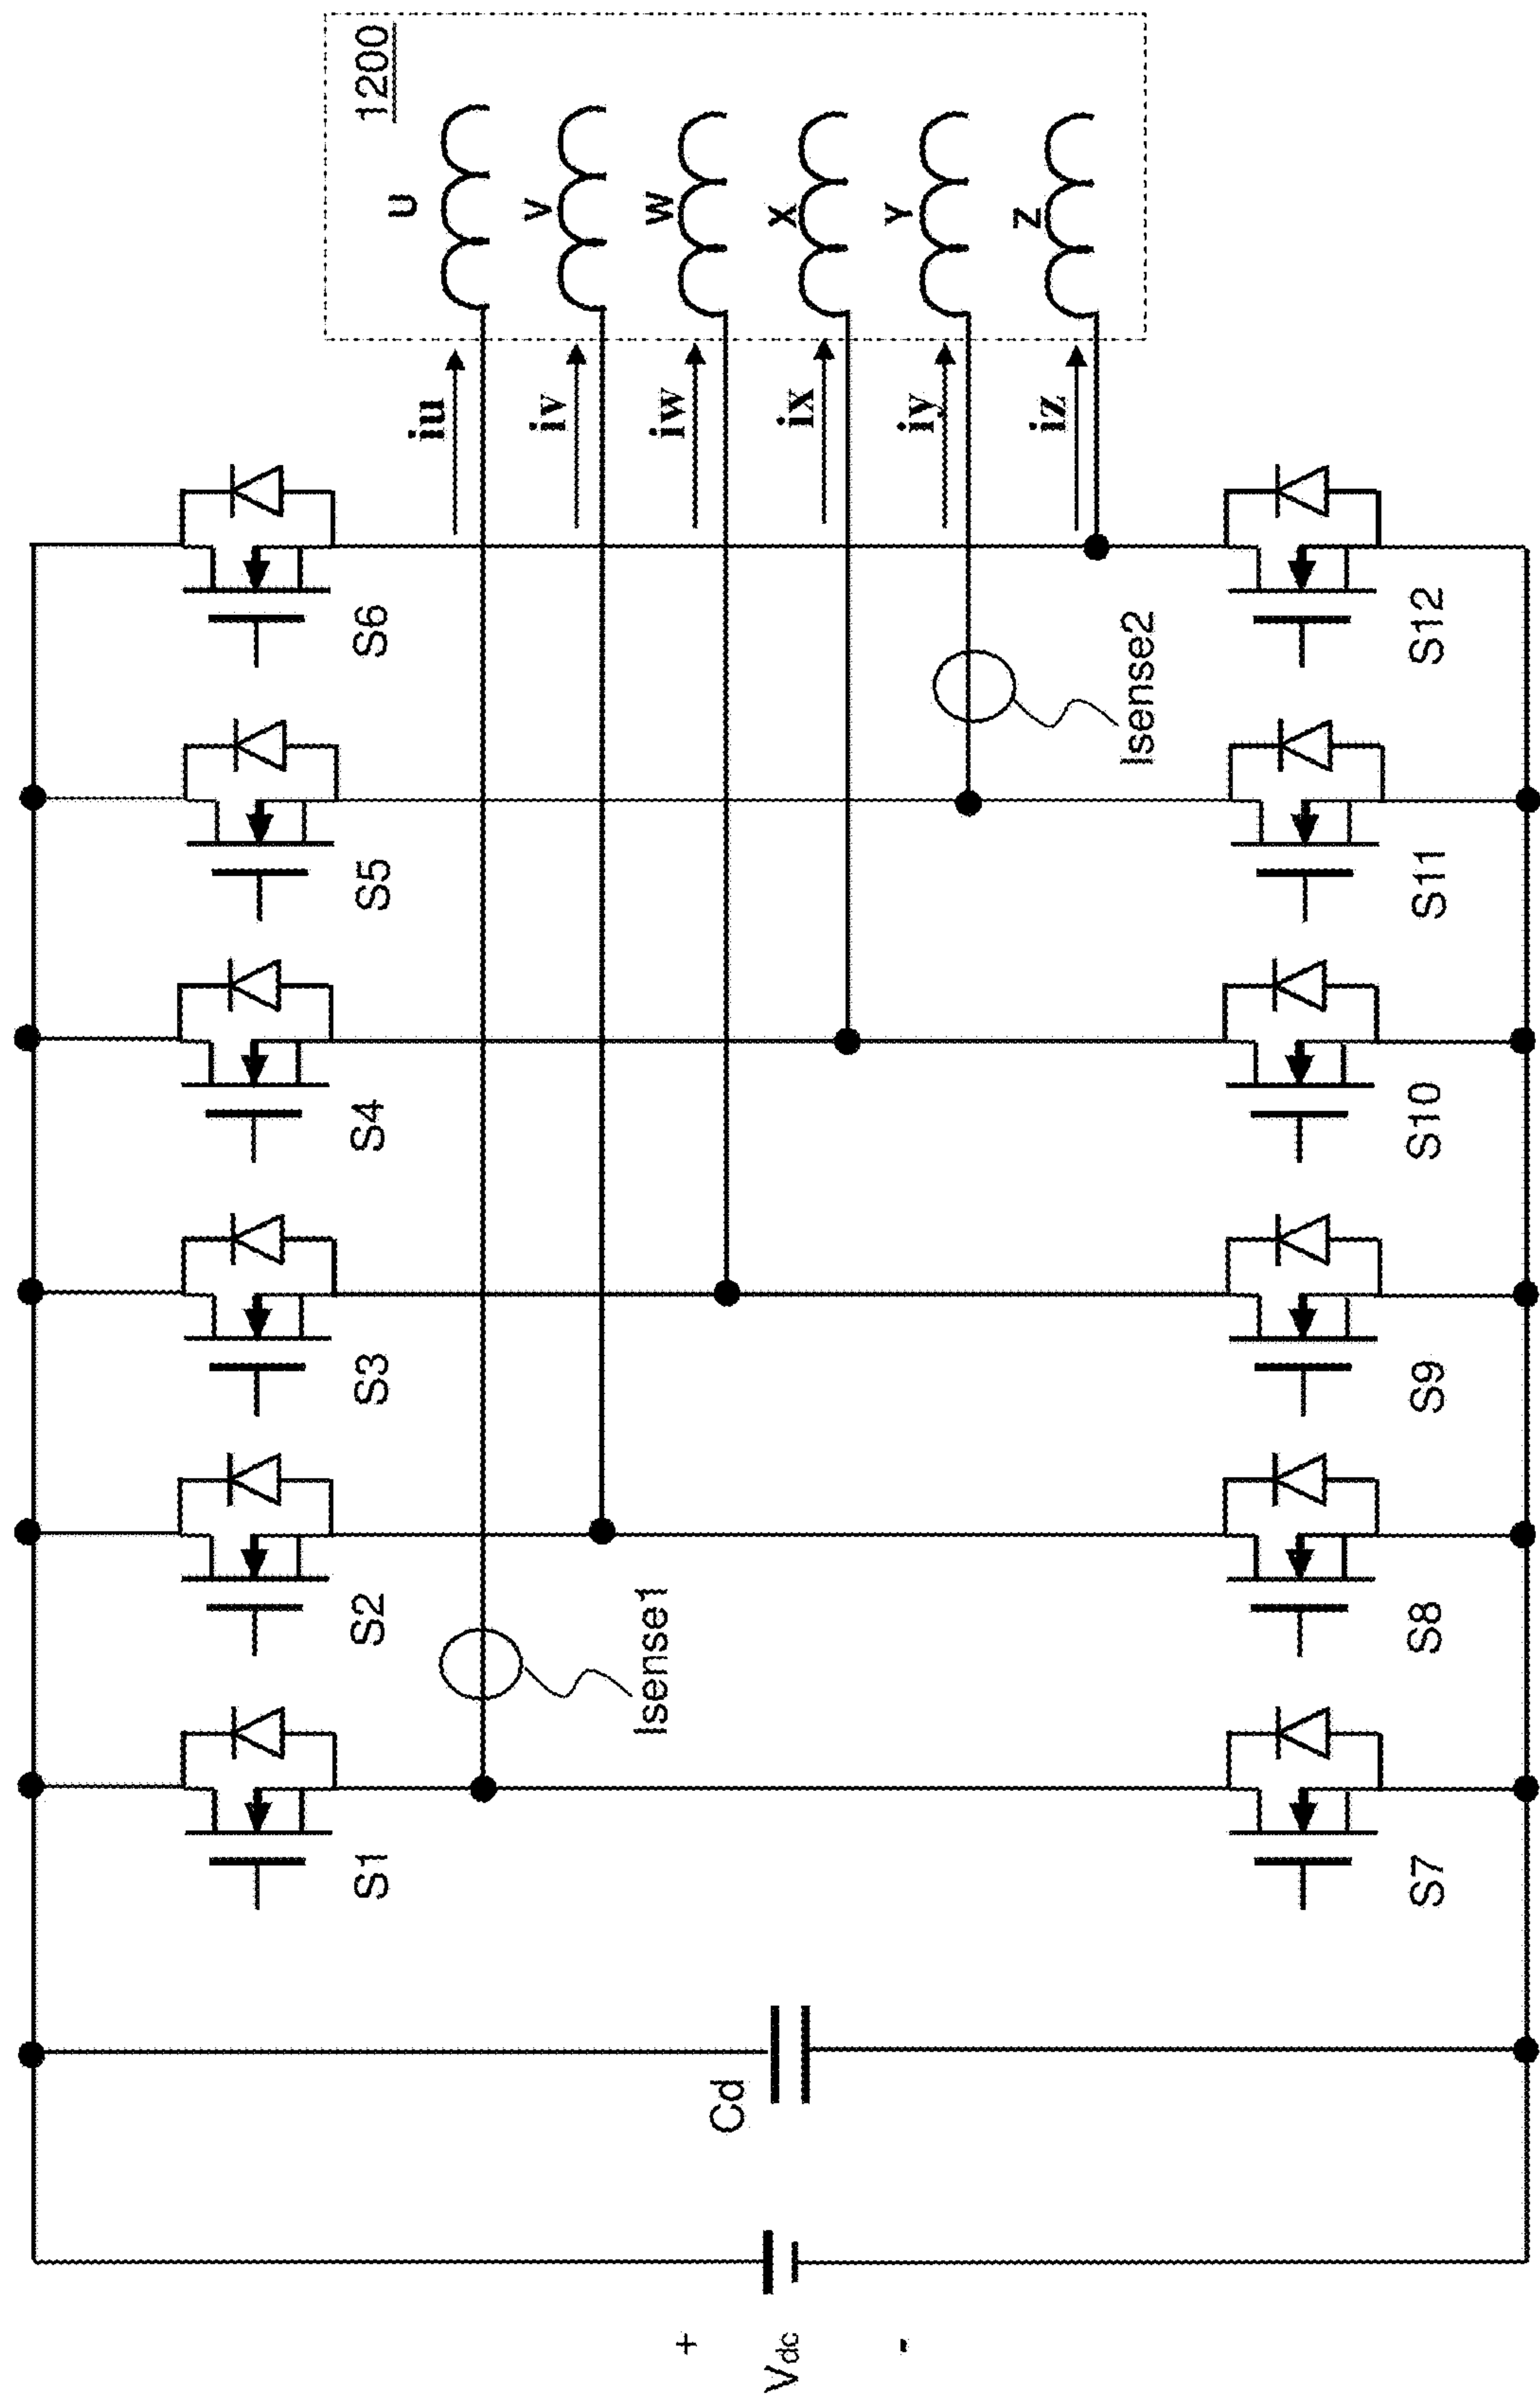 1200
U
V
W
X
Y
Z
iu
iv
iw
ix
iy
iz
S1
S2
S3
S4
S5
S6
Isense1
Isense2
S7
S8
S9
S10
S11
S12
Cd
+
Vdc
-